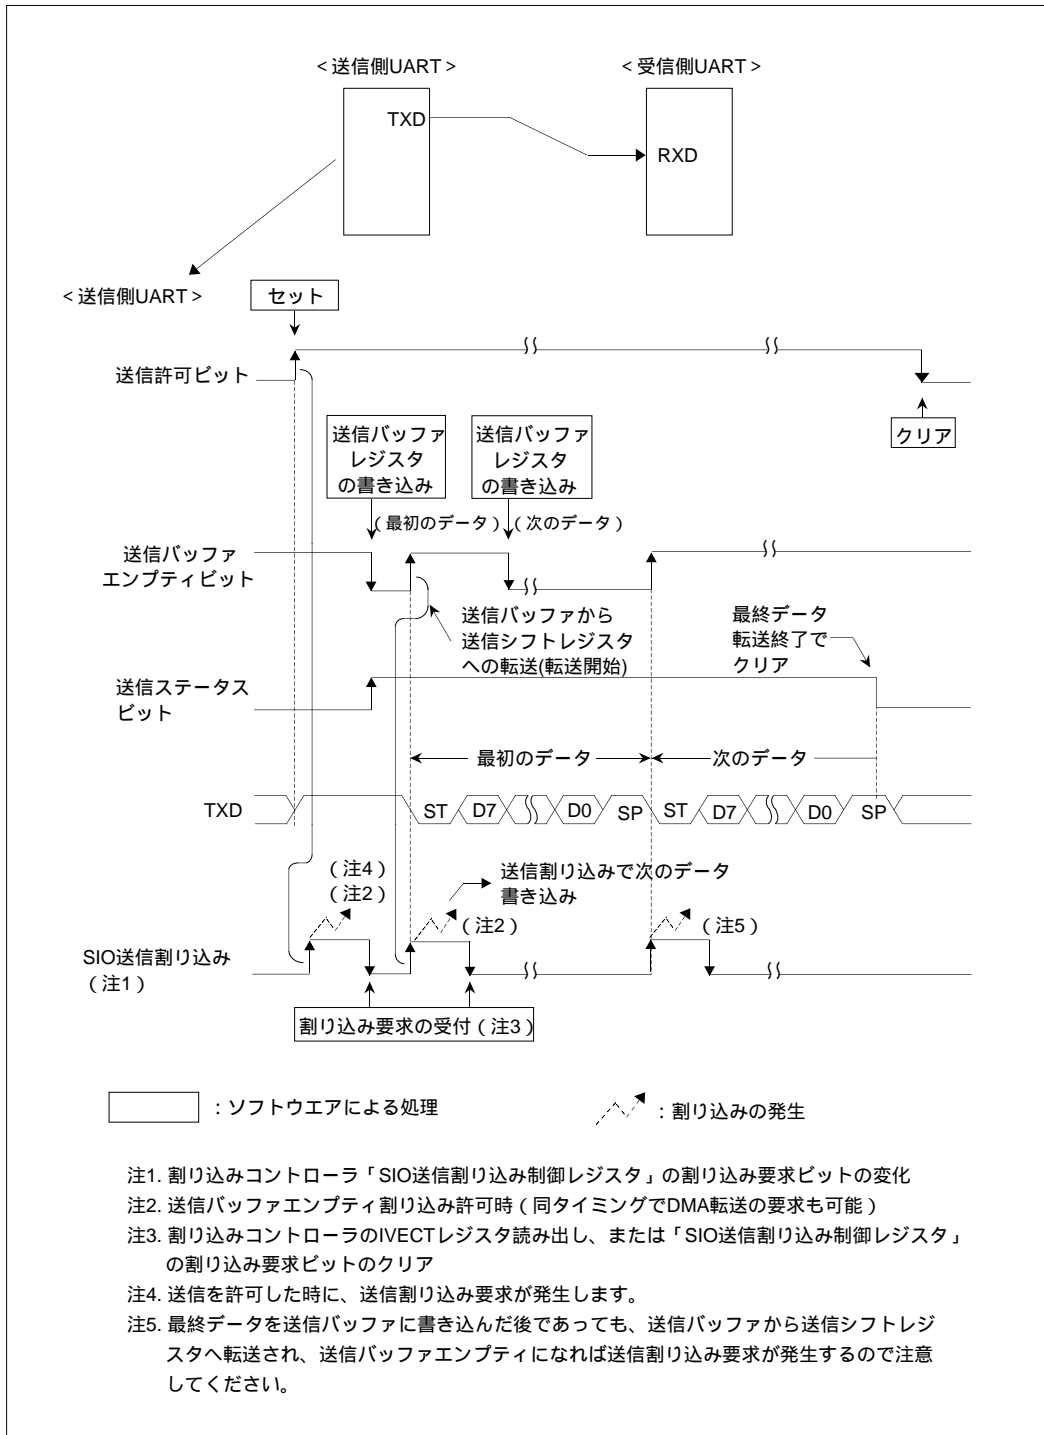 ＜送信側UART＞
＜受信側UART＞
TXD
RXD
＜送信側UART＞
セット
送信許可ビット
クリア
送信バッファ
レジスタ
の書き込み
送信バッファ
レジスタ
の書き込み
（最初のデータ）
（次のデータ）
送信バッファ
エンプティビット
送信バッファから
送信シフトレジスタ
への転送(転送開始)
最終データ
転送終了で
クリア
送信ステータス
ビット
最初のデータ
次のデータ
TXD
ST D7 D0 SP ST D7 D0 SP
（注4）
（注2）
送信割り込みで次のデータ
書き込み
（注2）
（注5）
SIO送信割り込み
（注1）
割り込み要求の受付（注3）
：ソフトウエアによる処理
：割り込みの発生
注1. 割り込みコントローラ「SIO送信割り込み制御レジスタ」の割り込み要求ビットの変化
注2. 送信バッファエンプティ割り込み許可時（同タイミングでDMA転送の要求も可能）
注3. 割り込みコントローラのIVECTレジスタ読み出し、または「SIO送信割り込み制御レジスタ」
の割り込み要求ビットのクリア
注4. 送信を許可した時に、送信割り込み要求が発生します。
注5. 最終データを送信バッファに書き込んだ後であっても、送信バッファから送信シフトレジ
スタへ転送され、送信バッファエンプティになれば送信割り込み要求が発生するので注意
してください。